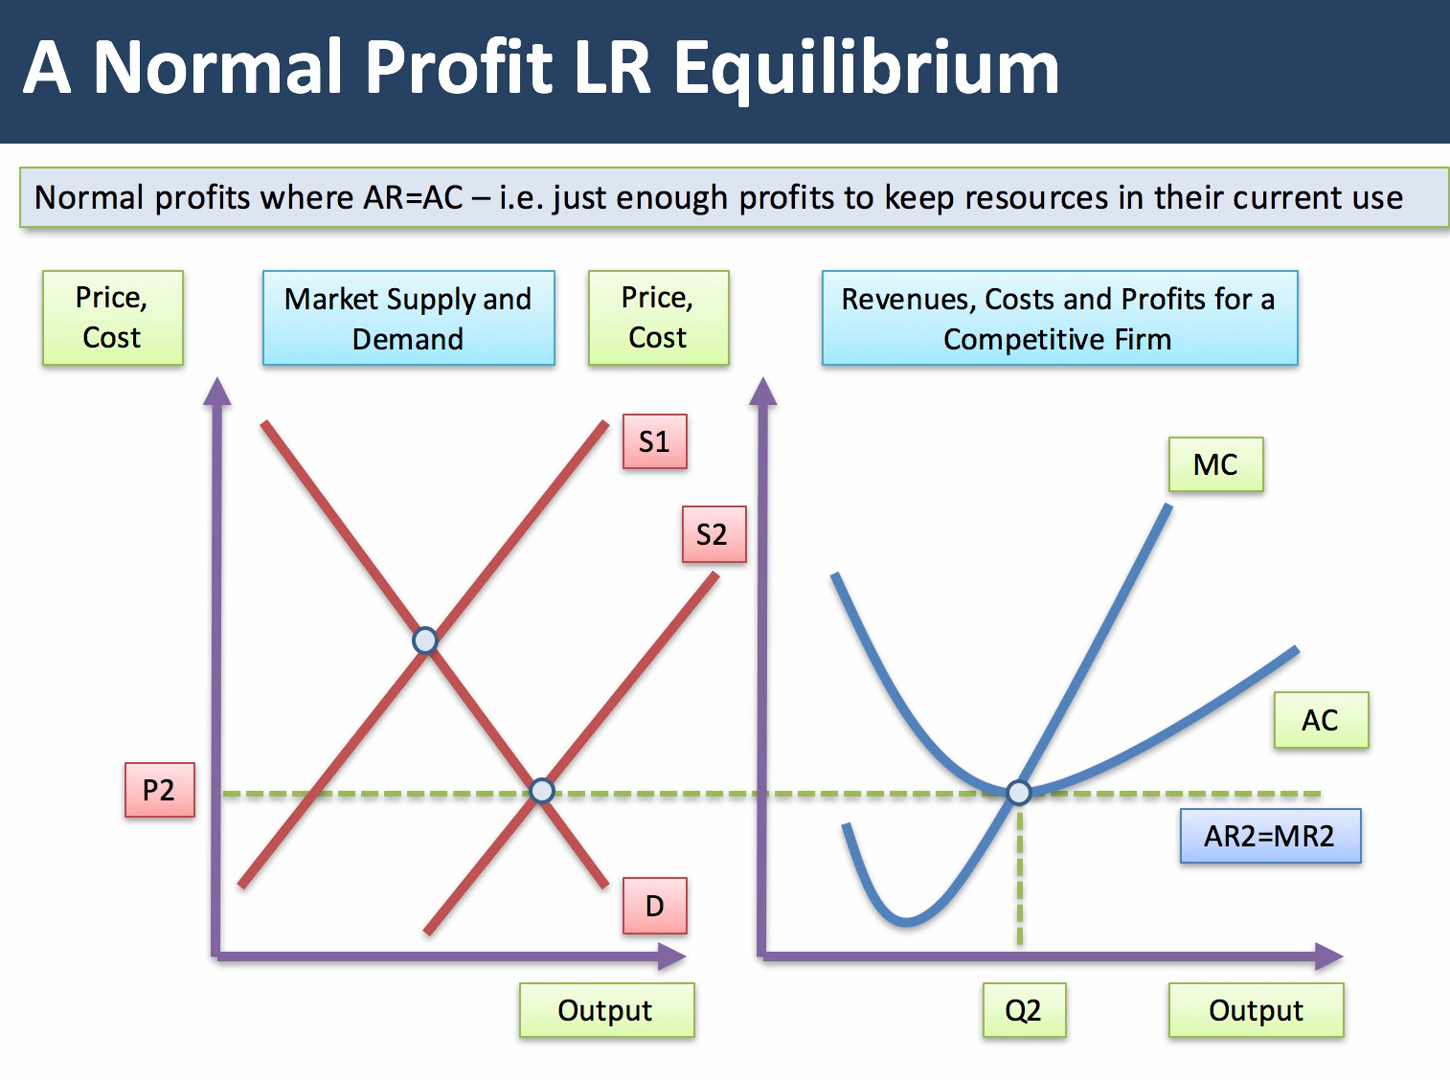 A Normal Profit LR Equilibrium
Normal profits where AR=AC – i.e. just enough profits to keep resources in their current use
Price,
Cost
Market Supply and
Demand
Price,
Cost
Revenues, Costs and Profits for a
Competitive Firm
S1
MC
S2
AC
P2
AR2=MR2
D
Output
Q2
Output